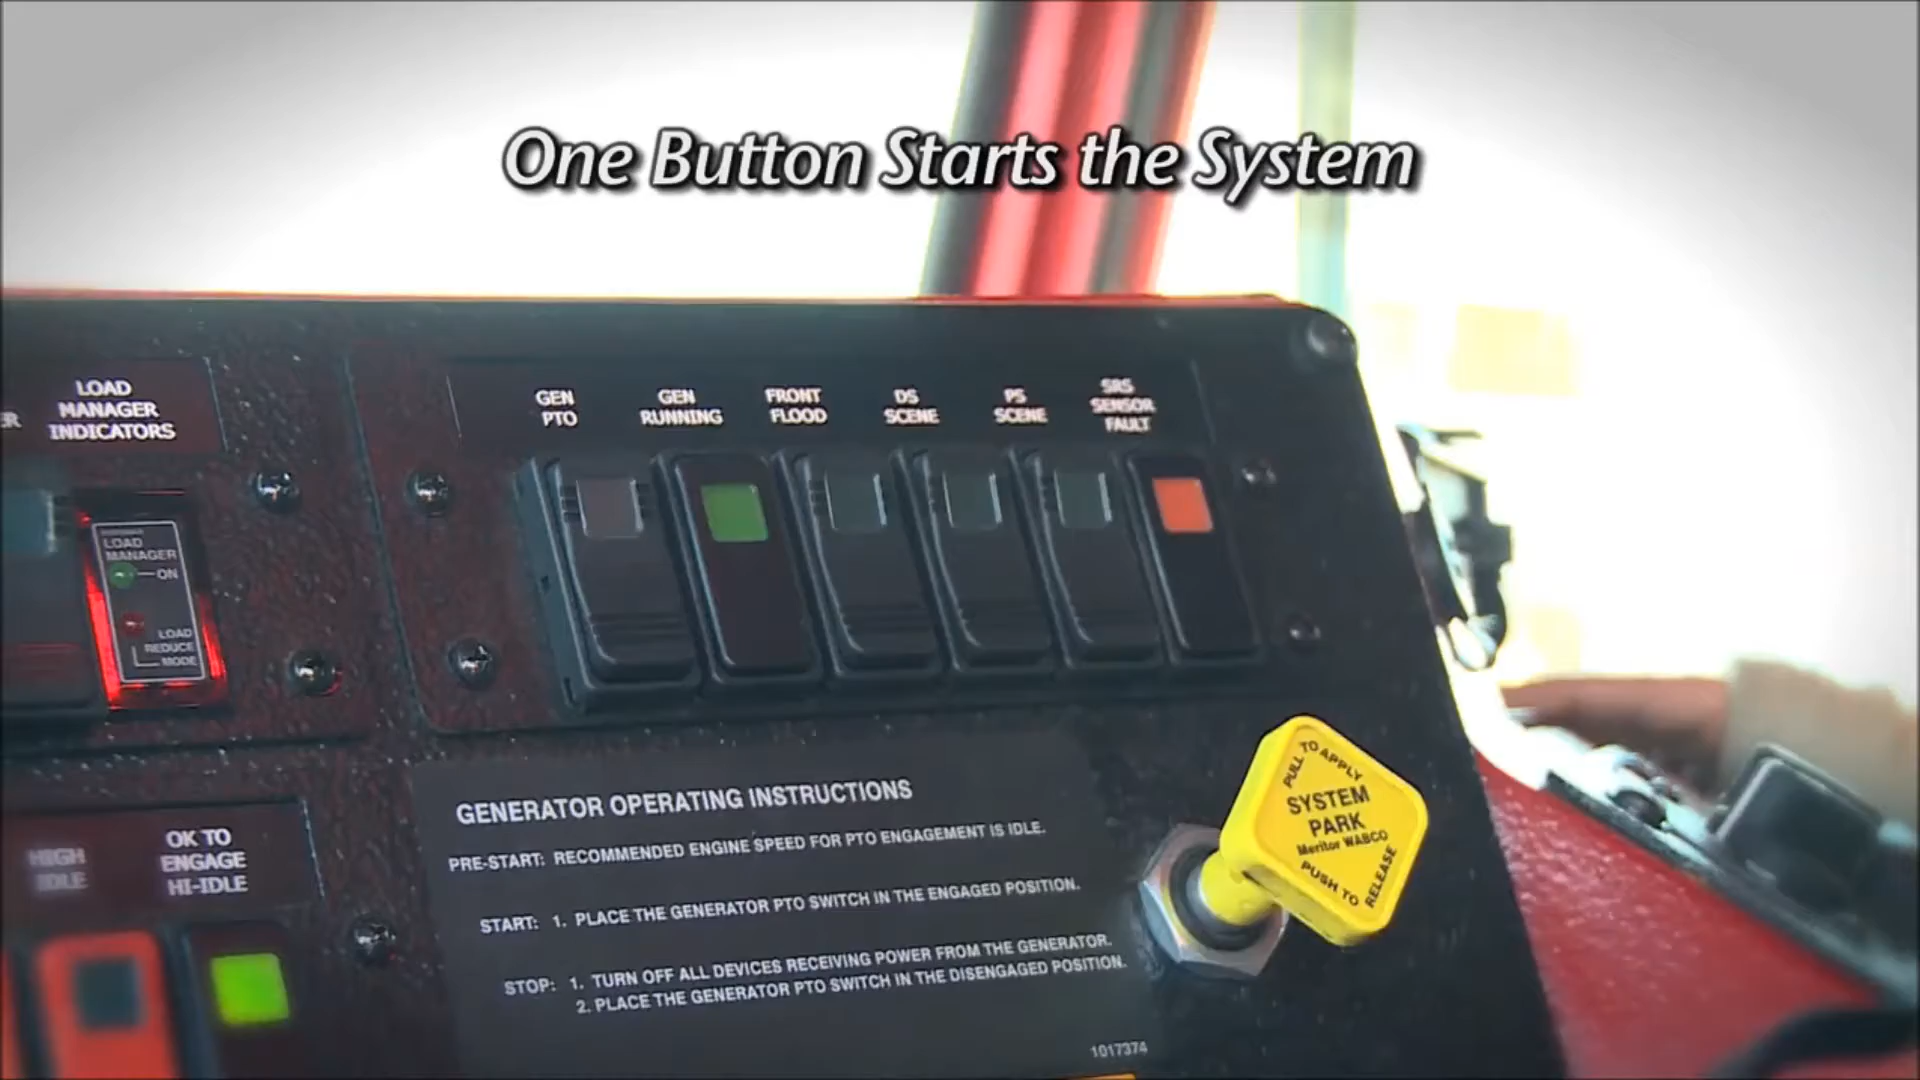 One Button Starts the System
LOAD
MANAGER
INDICATORS
GEN
PTO
GEN
RUNNING
FRONT
FLOOD
DS
SCENE
PS
SCENE
SRS
SENSOR
FAULT
LOAD
MANAGER
ON
LOAD
REDUCE
MODE
HIGH
IDLE
OK TO
ENGAGE
HI-IDLE
GENERATOR OPERATING INSTRUCTIONS
PRE-START: RECOMMENDED ENGINE SPEED FOR PTO ENGAGEMENT IS IDLE.
START: 1. PLACE THE GENERATOR PTO SWITCH IN THE ENGAGED POSITION.
STOP: 1. TURN OFF ALL DEVICES RECEIVING POWER FROM THE GENERATOR.
2. PLACE THE GENERATOR PTO SWITCH IN THE DISENGAGED POSITION.
1017374
PULL TO APPLY
SYSTEM
PARK
Meritor WABCO
PUSH TO RELEASE